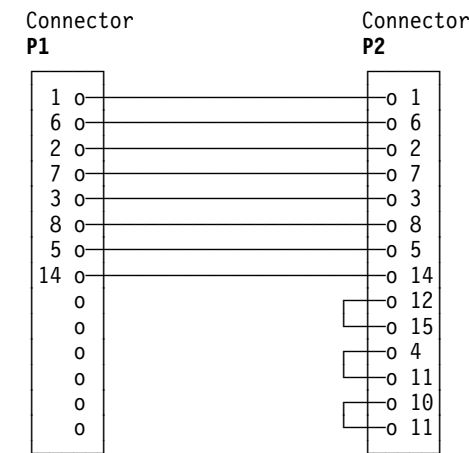 Connector Connector
P1 P2
1 o o 1
6 o o 6
2 o o 2
7 o o 7
3 o o 3
8 o o 8
5 o o 5
14 o o 14
o o 12
o o 15
o o 4
o o 11
o o 10
o o 11